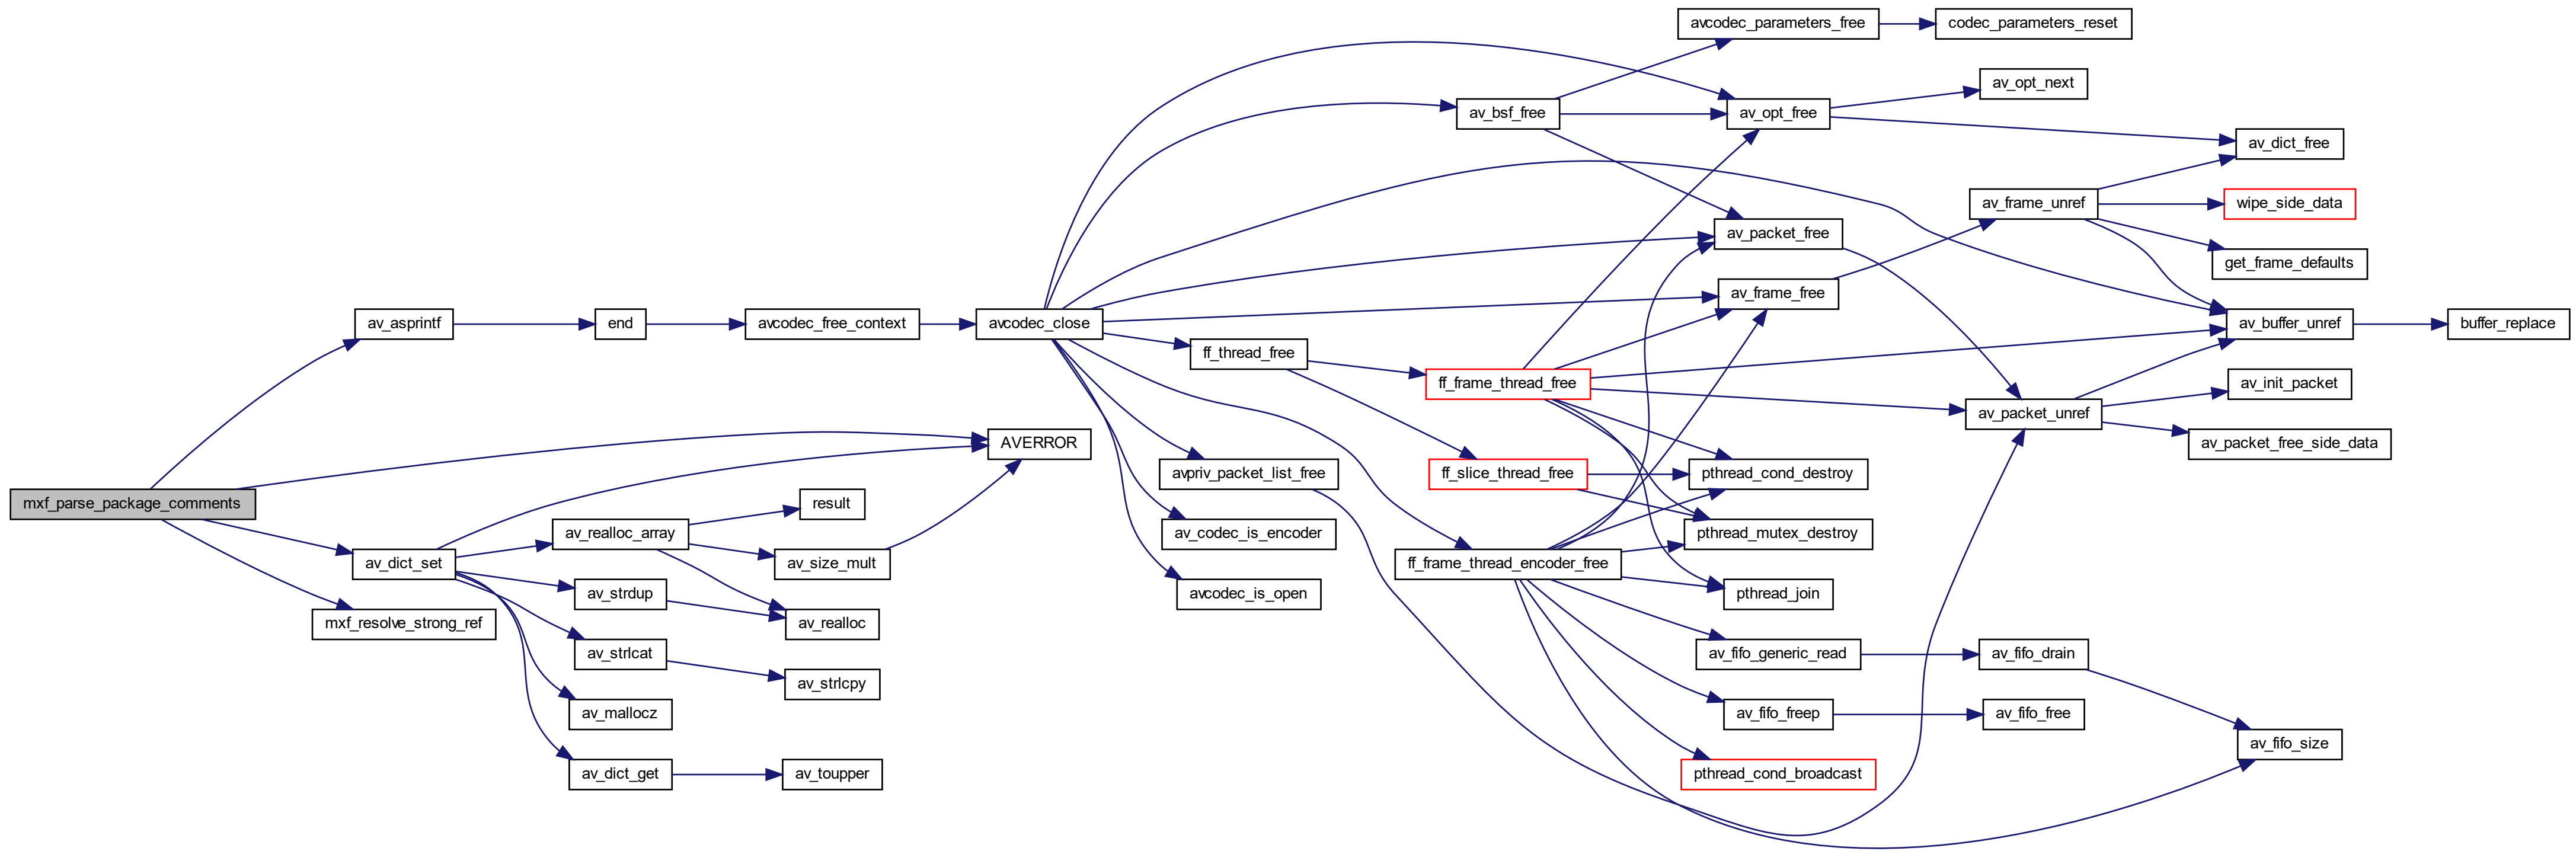 mxf_parse_package_comments
av_asprintf
end
avcodec_free_context
avcodec_close
AVERROR
av_dict_set
mxf_resolve_strong_ref
av_realloc_array
av_strdup
av_strlcat
av_mallocz
av_dict_get
result
av_size_mult
av_realloc
av_strlcpy
av_toupper
ff_thread_free
avpriv_packet_list_free
av_codec_is_encoder
avcodec_is_open
av_bsf_free
ff_frame_thread_free
ff_slice_thread_free
ff_frame_thread_encoder_free
avcodec_parameters_free
av_opt_free
av_packet_free
av_frame_free
pthread_cond_destroy
pthread_mutex_destroy
pthread_join
av_fifo_generic_read
av_fifo_freep
pthread_cond_broadcast
codec_parameters_reset
av_opt_next
av_frame_unref
av_packet_unref
av_fifo_drain
av_fifo_free
av_dict_free
wipe_side_data
get_frame_defaults
av_buffer_unref
av_init_packet
av_packet_free_side_data
av_fifo_size
buffer_replace